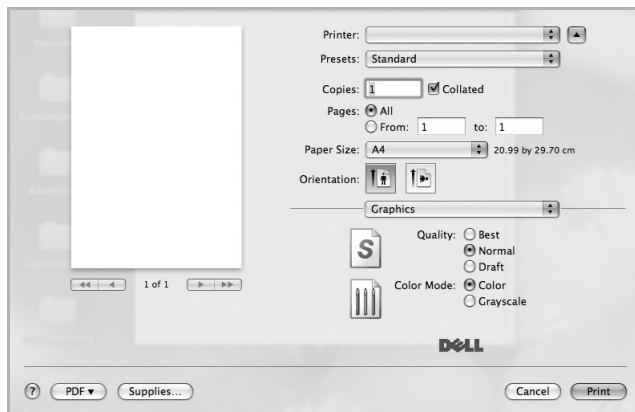 Printer:
Presets: Standard
Copies: 1 Collated
Pages: All
From: 1 to: 1
Paper Size: A4 20.99 by 29.70 cm
Orientation:
Graphics
S Quality: Best
Normal
Draft
1 of 1
Color Mode: Color
Grayscale
DELL
? PDF Supplies... Cancel Print